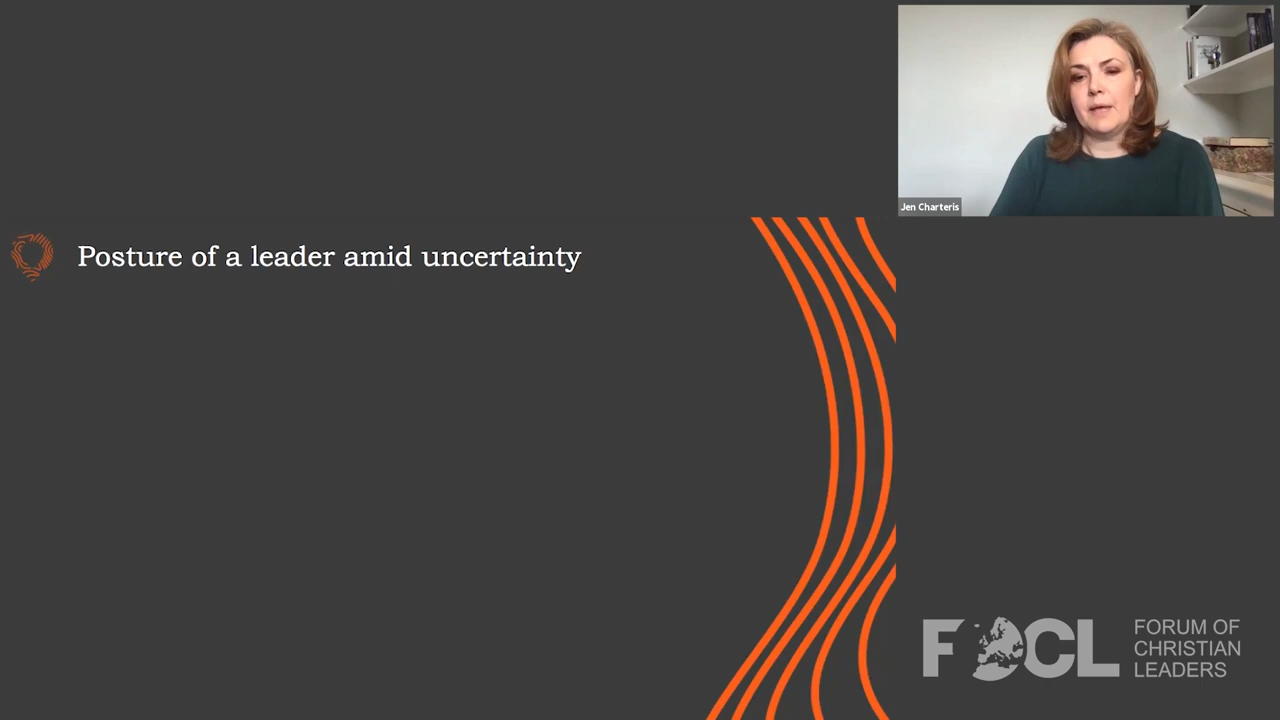 Jen Charteris
Posture of a leader amid uncertainty
FOCL
FORUM OF
CHRISTIAN
LEADERS